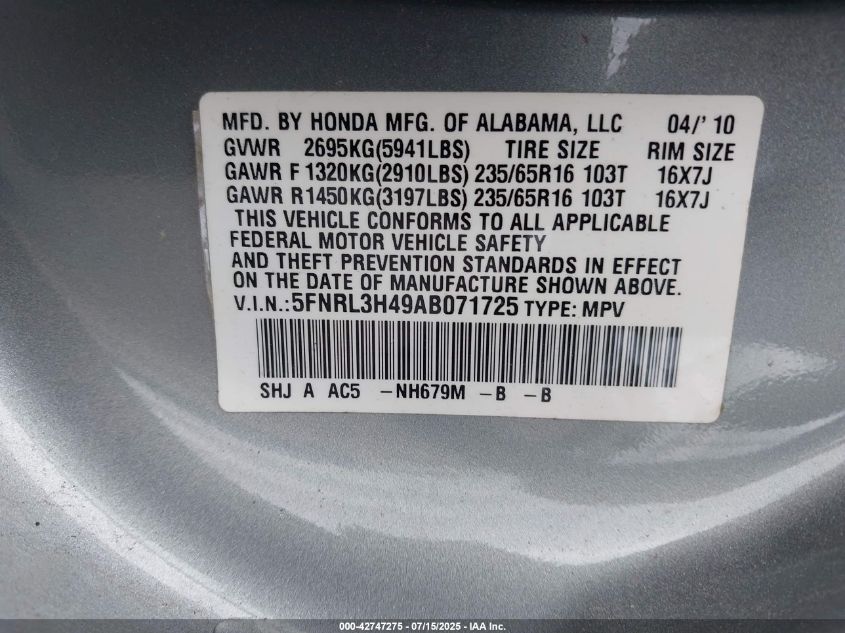 MFD. BY HONDA MFG. OF ALABAMA, LLC 04/'10
GVWR 2695KG(5941LBS) TIRE SIZE RIM SIZE
GAWR F1320KG(2910LBS)235/65R16 103T 16X7J
GAWR R1450KG(3197LBS)235/65R16 103T 16X7J
THIS VEHICLE CONFORMS TO ALL APPLICABLE
FEDERAL MOTOR VEHICLE SAFETY
AND THEFT PREVENTION STANDARDS IN EFFECT
ON THE DATE OF MANUFACTURE SHOWN ABOVE.
V.I.N.:5FNRL3H49AB071725 TYPE: MPV
SHJ A AC5 -NH679M -B -B
000-42747275 - 07/15/2025 - IAA Inc.